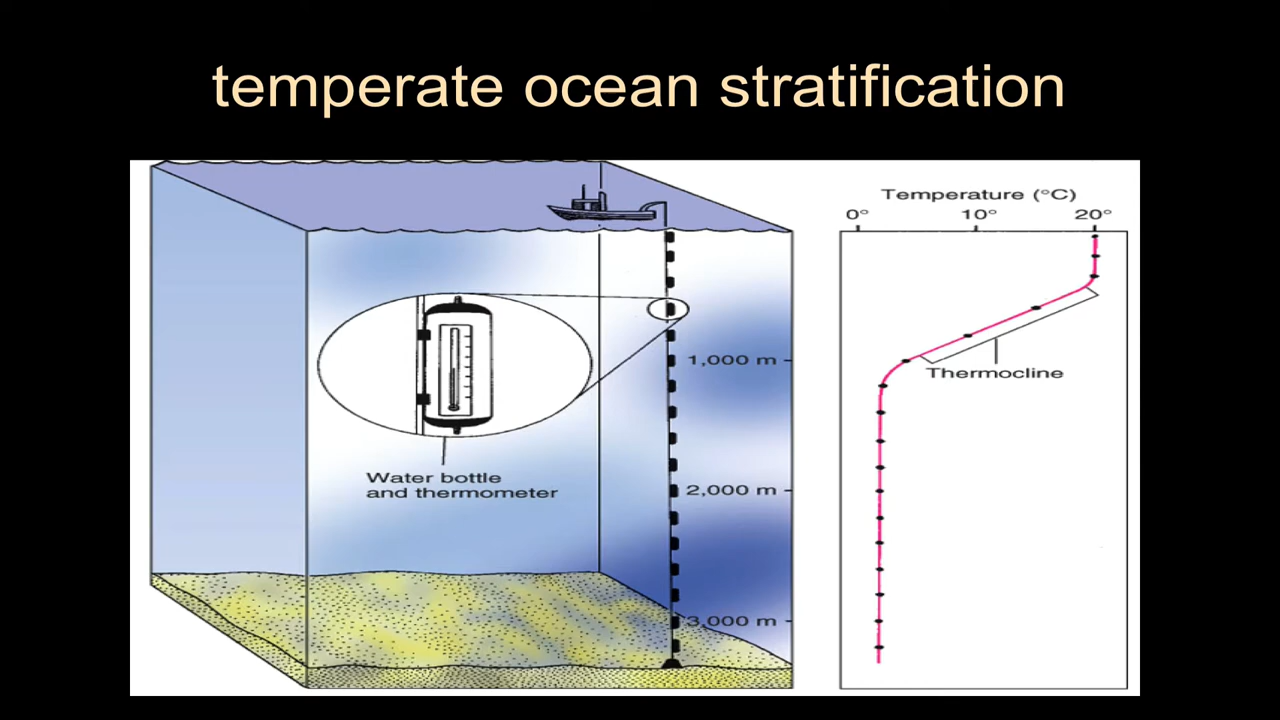 temperate ocean stratification
Temperature (°C)
0° 10° 20°
1,000 m
Thermocline
Water bottle
and thermometer
2,000 m
3,000 m